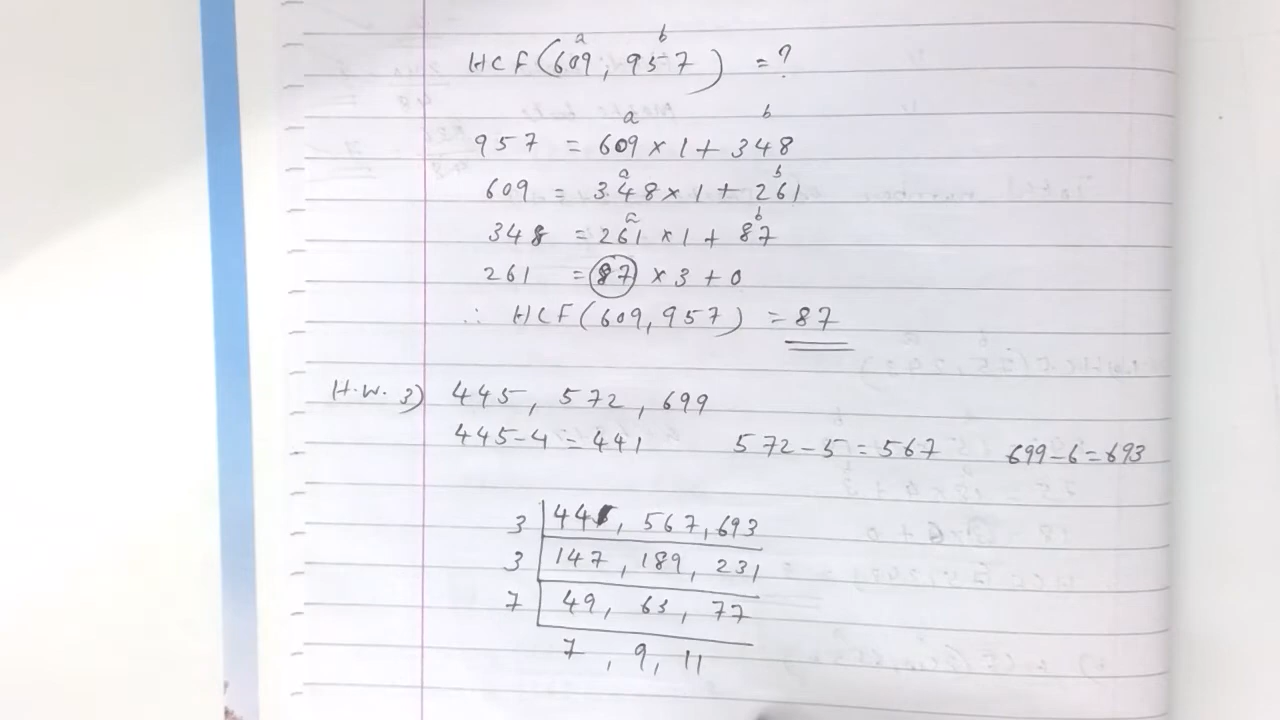 a b
HCF(609, 957) = ?
a b
957 = 609 × 1 + 348
a b
609 = 348 × 1 + 261
a b
348 = 261 × 1 + 87
261 = 87 × 3 + 0
∴ HCF(609, 957) = 87
H.W. 3) 445, 572, 699
445-4 = 441 572-5 = 567 699-6 = 693
3 441, 567, 693
3 147, 189, 231
7 49, 63, 77
7, 9, 11